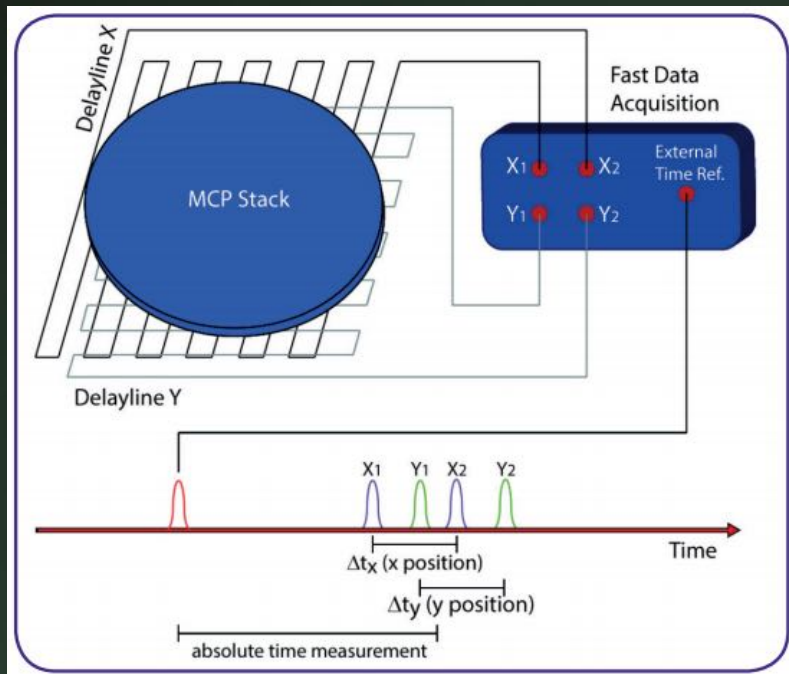 Delayline X
MCP Stack
Delayline Y
Fast Data
Acquisition
X1
X2
External
Time Ref.
Y1
Y2
X1
Y1
X2
Y2
Time
Δtx (x position)
Δty (y position)
absolute time measurement